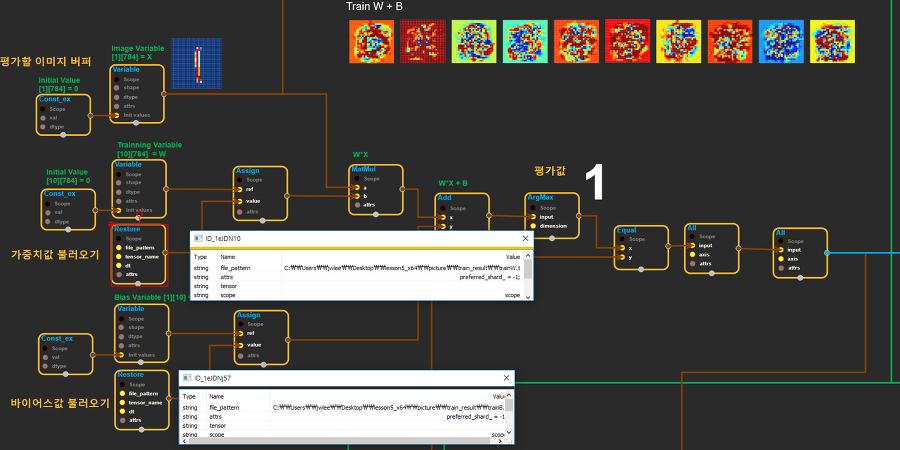 Train W + B
Image Variable
[1][784] = X
평가할 이미지 버퍼
Variable
Scope
shape
dtype
attrs
Init values
Initial Value
[1][784] = 0
Const_ex
Scope
val
dtype
Trainning Variable
[10][784] = W
Variable
Scope
shape
dtype
attrs
Init values
Initial Value
[10][784] = 0
Const_ex
Scope
val
dtype
Assign
Scope
ref
value
attrs
W*X
MatMul
Scope
a
b
attrs
W*X + B
Add
Scope
x
y
평가값
1
ArgMax
Scope
input
dimension
Equal
Scope
x
y
All
Scope
input
axis
attrs
All
Scope
input
axis
attrs
Restore
Scope
file_pattern
tensor_name
dt
attrs
가중치값 불러오기
ID_1eJDN10
Type Name Value
string file_pattern C:₩₩Users₩₩jwlee₩₩Desktop₩₩lesson5_x64₩₩picture₩₩train_result₩₩trainW.t
string attrs preferred_shard_ = -1;
string tensor
string scope scope
Bias Variable [1][10]
Variable
Scope
shape
dtype
attrs
Init values
Const_ex
Scope
val
dtype
Assign
Scope
ref
value
attrs
Restore
Scope
file_pattern
tensor_name
dt
attrs
바이어스값 불러오기
ID_1eJDNj57
Type Name Value
string file_pattern C:₩₩Users₩₩jwlee₩₩Desktop₩₩lesson5_x64₩₩picture₩₩train_result₩₩trainB.
string attrs preferred_shard_ = -1
string tensor
string scope scope